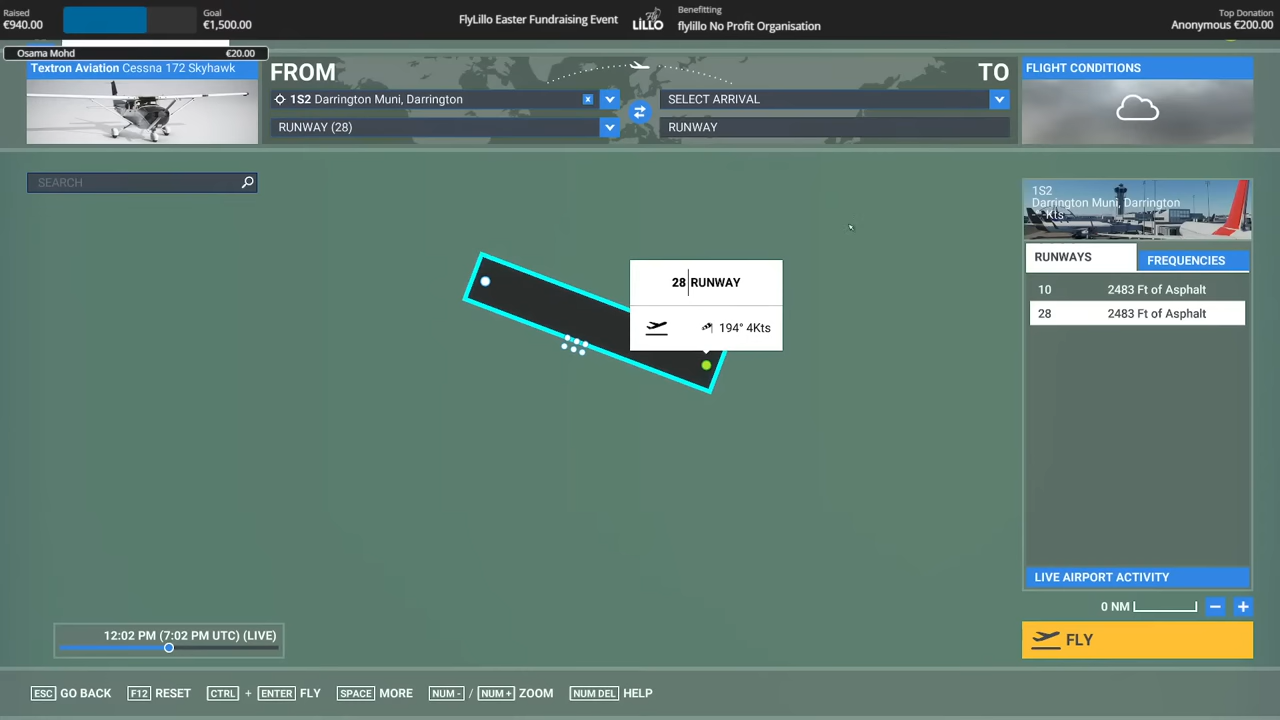 Raised
€940.00
Goal
€1,500.00
FlyLillo Easter Fundraising Event
Fly
LİLLO
Benefitting
flylillo No Profit Organisation
Top Donation
Anonymous €200.00
Osama Mohd €20.00
Textron Aviation Cessna 172 Skyhawk
FROM
1S2 Darrington Muni, Darrington
x
RUNWAY (28)
TO
SELECT ARRIVAL
RUNWAY
FLIGHT CONDITIONS
SEARCH
28 RUNWAY
194° 4Kts
1S2
Darrington Muni, Darrington
Kts
RUNWAYS
FREQUENCIES
10 2483 Ft of Asphalt
28 2483 Ft of Asphalt
LIVE AIRPORT ACTIVITY
0 NM
FLY
12:02 PM (7:02 PM UTC) (LIVE)
ESC GO BACK F12 RESET CTRL + ENTER FLY SPACE MORE NUM - / NUM + ZOOM NUM DEL HELP